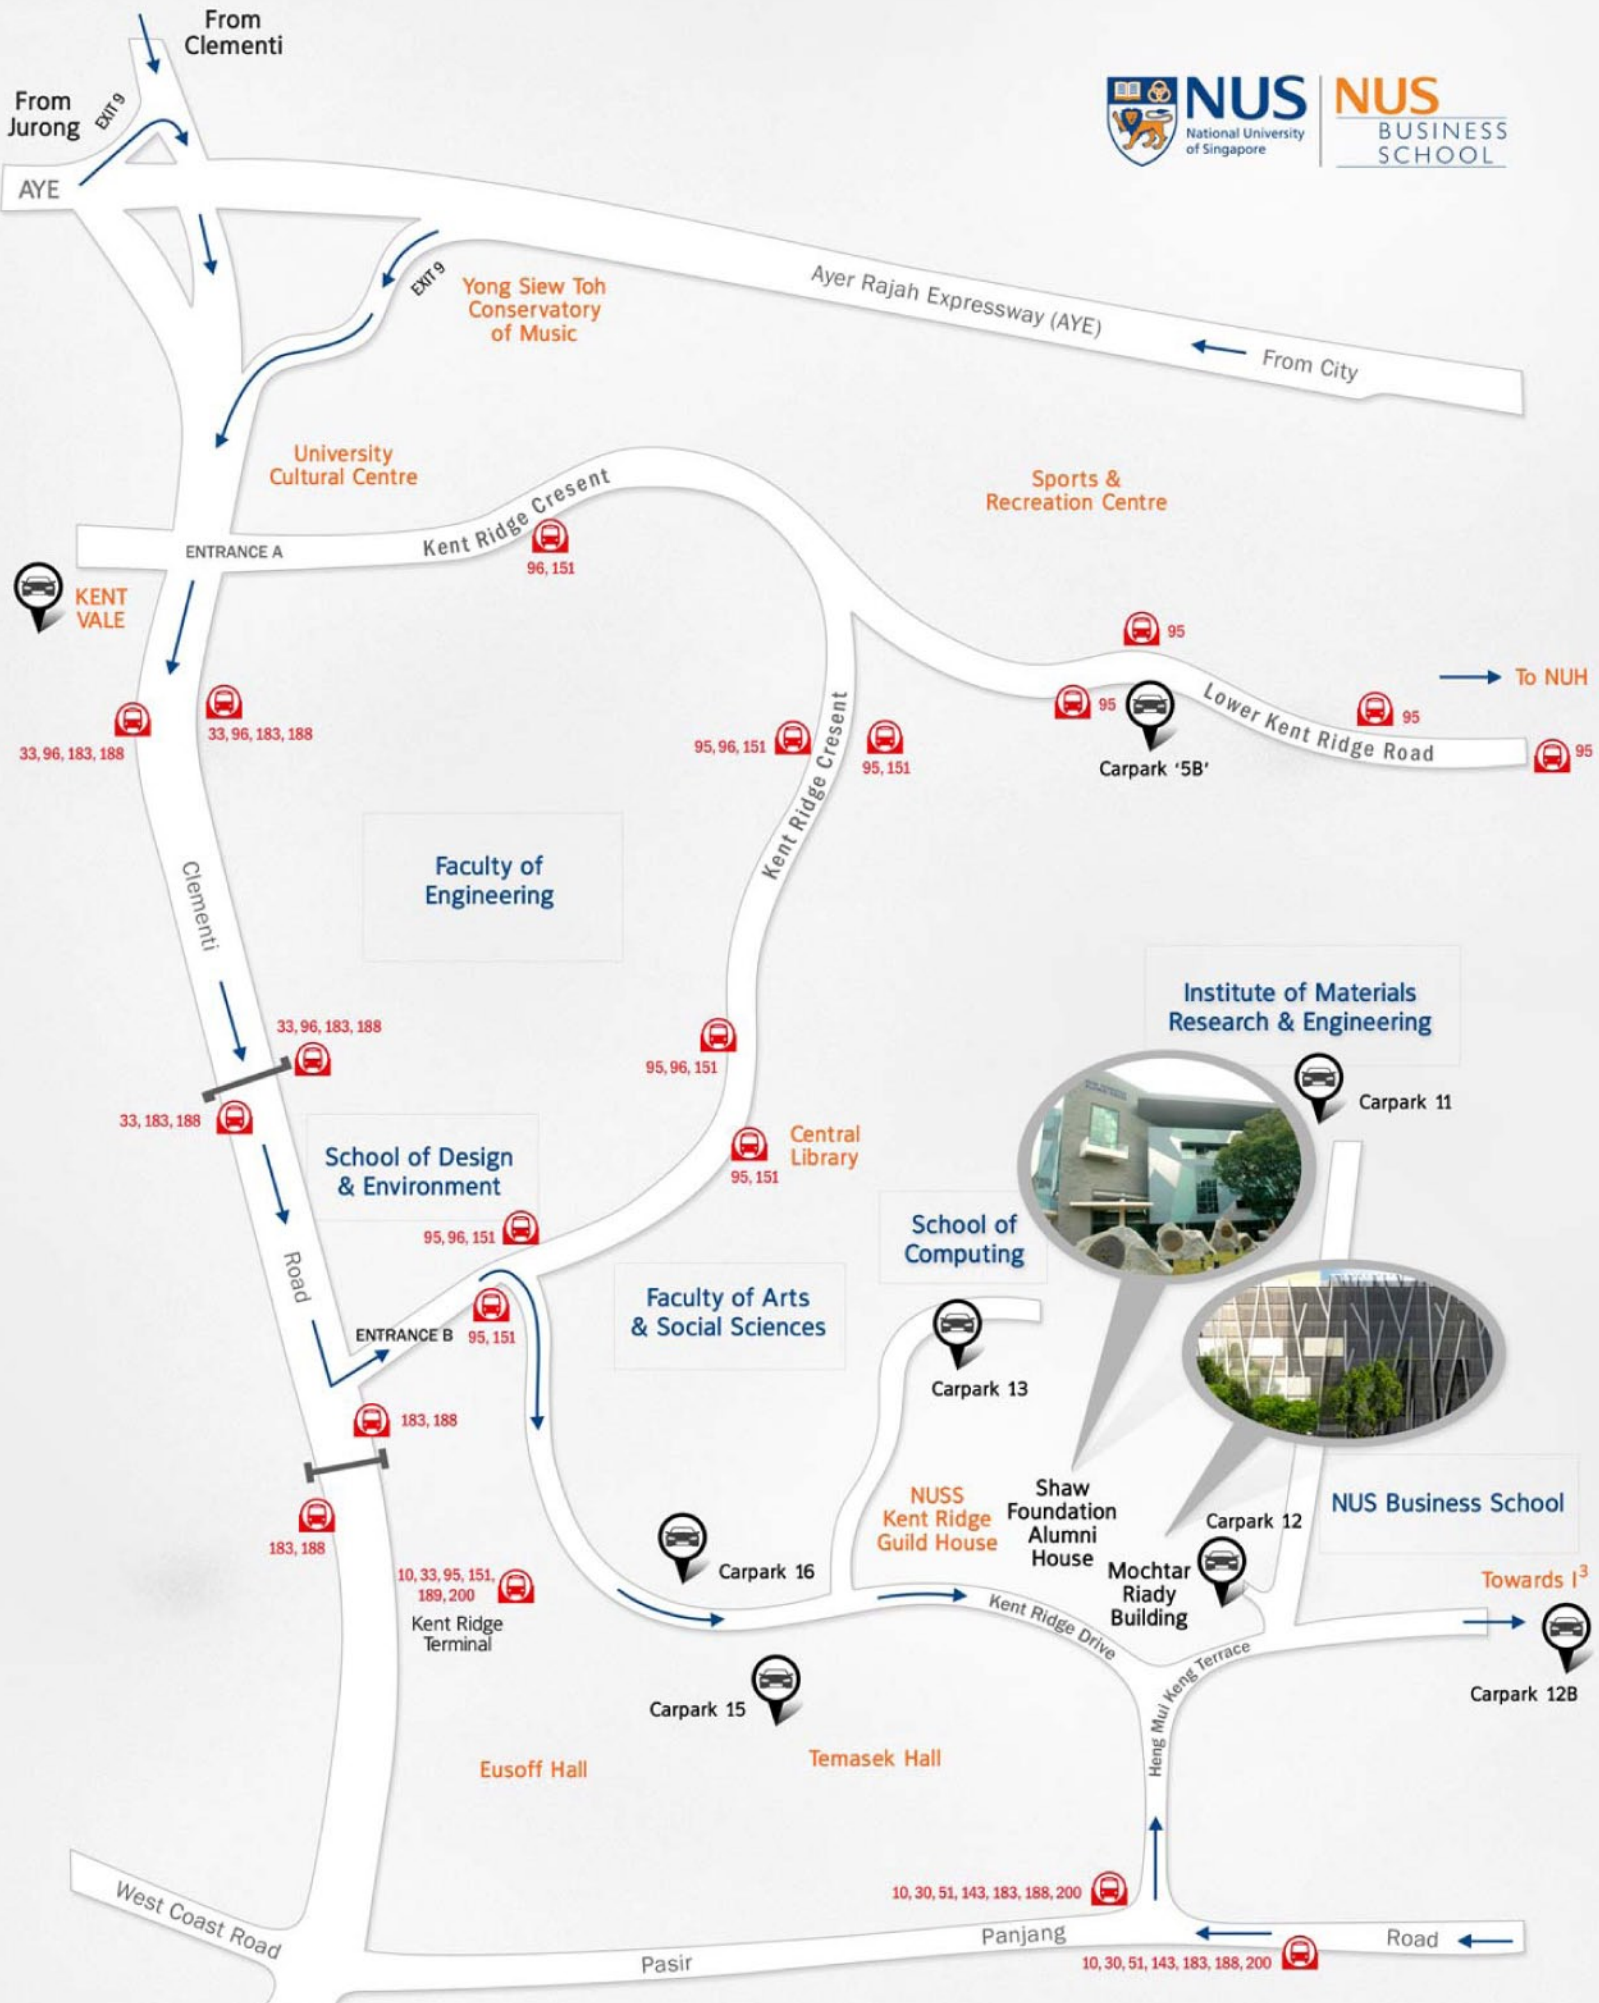 From
Clementi
From
Jurong
EXIT 9
AYE
NUS
National University
of Singapore
NUS
BUSINESS
SCHOOL
EXIT 9
Yong Siew Toh
Conservatory
of Music
Ayer Rajah Expressway (AYE)
From City
University
Cultural Centre
Sports &
Recreation Centre
Kent Ridge Cresent
ENTRANCE A
96, 151
KENT
VALE
95
To NUH
33, 96, 183, 188
33, 96, 183, 188
95, 96, 151
95, 151
Kent Ridge Cresent
95
Carpark '5B'
Lower Kent Ridge Road
95
95
Clementi
Faculty of
Engineering
Institute of Materials
Research & Engineering
33, 96, 183, 188
95, 96, 151
Carpark 11
33, 183, 188
School of Design
& Environment
Central
Library
95, 151
95, 96, 151
School of
Computing
Road
Faculty of Arts
& Social Sciences
ENTRANCE B
95, 151
Carpark 13
183, 188
NUSS
Kent Ridge
Guild House
Shaw
Foundation
Alumni
House
NUS Business School
Carpark 12
183, 188
10, 33, 95, 151,
189, 200
Kent Ridge
Terminal
Carpark 16
Mochtar
Riady
Building
Towards I³
Kent Ridge Drive
Heng Mui Keng Terrace
Carpark 15
Carpark 12B
Eusoff Hall
Temasek Hall
10, 30, 51, 143, 183, 188, 200
West Coast Road
Pasir
Panjang
Road
10, 30, 51, 143, 183, 188, 200